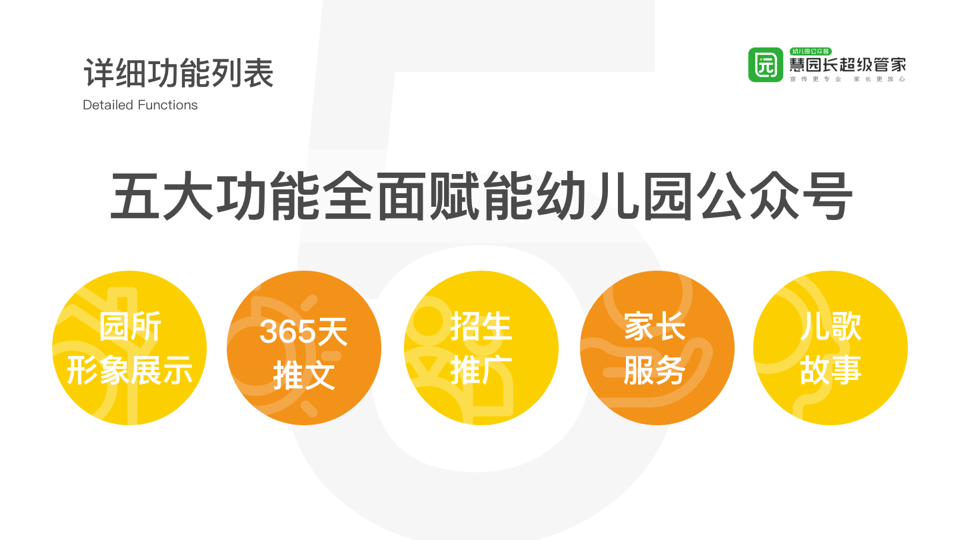 详细功能列表
Detailed Functions
园
幼儿园公众号
慧园长超级管家
宣传更专业 家长更放心
五大功能全面赋能幼儿园公众号
园所
形象展示
365天
推文
招生
推广
家长
服务
儿歌
故事
5